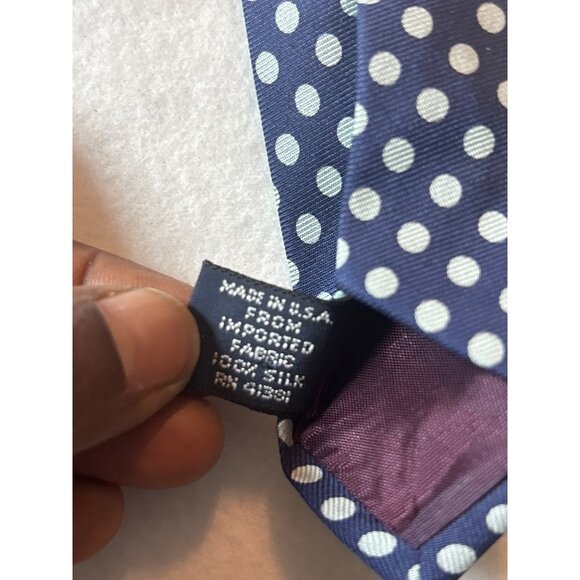 MADE IN U.S.A.
FROM
IMPORTED
FABRIC
100% SILK
RN 41381